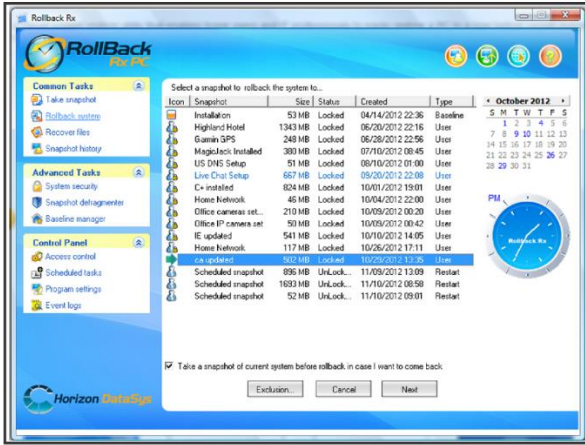 Rollback Rx
RollBack
Rx PC
Common Tasks
Take snapshot
Rollback system
Recover files
Snapshot history
Advanced Tasks
System security
Snapshot defragmenter
Baseline manager
Control Panel
Access control
Scheduled tasks
Program settings
Event logs
Horizon DataSys
Select a snapshot to rollback the system to...
Icon Snapshot Size Status Created Type
Installation 53 MB Locked 04/14/2012 22:36 Baseline
Highland Hotel 1343 MB Locked 06/20/2012 22:16 User
Garmin GPS 248 MB Locked 06/28/2012 22:56 User
MagicJack Installed 380 MB Locked 07/10/2012 08:45 User
US DNS Setup 51 MB Locked 08/10/2012 01:00 User
Live Chat Setup 667 MB Locked 09/20/2012 22:08 User
C+ installed 824 MB Locked 10/01/2012 19:01 User
Home Network 46 MB Locked 10/04/2012 22:00 User
Office cameras set... 210 MB Locked 10/09/2012 00:20 User
Office IP camera set 50 MB Locked 10/09/2012 00:42 User
IE updated 541 MB Locked 10/10/2012 14:05 User
Home Network 117 MB Locked 10/26/2012 17:11 User
ca updated 502 MB Locked 10/29/2012 13:35 User
Scheduled snapshot 896 MB UnLock... 11/09/2012 13:09 Restart
Scheduled snapshot 1693 MB UnLock... 11/10/2012 08:58 Restart
Scheduled snapshot 52 MB UnLock... 11/10/2012 09:01 Restart
Take a snapshot of current system before rollback in case I want to come back
Exclusion... Cancel Next
October 2012
S M T W T F S
1 2 3 4 5 6
7 8 9 10 11 12 13
14 15 16 17 18 19 20
21 22 23 24 25 26 27
28 29 30 31
PM
RollBack Rx